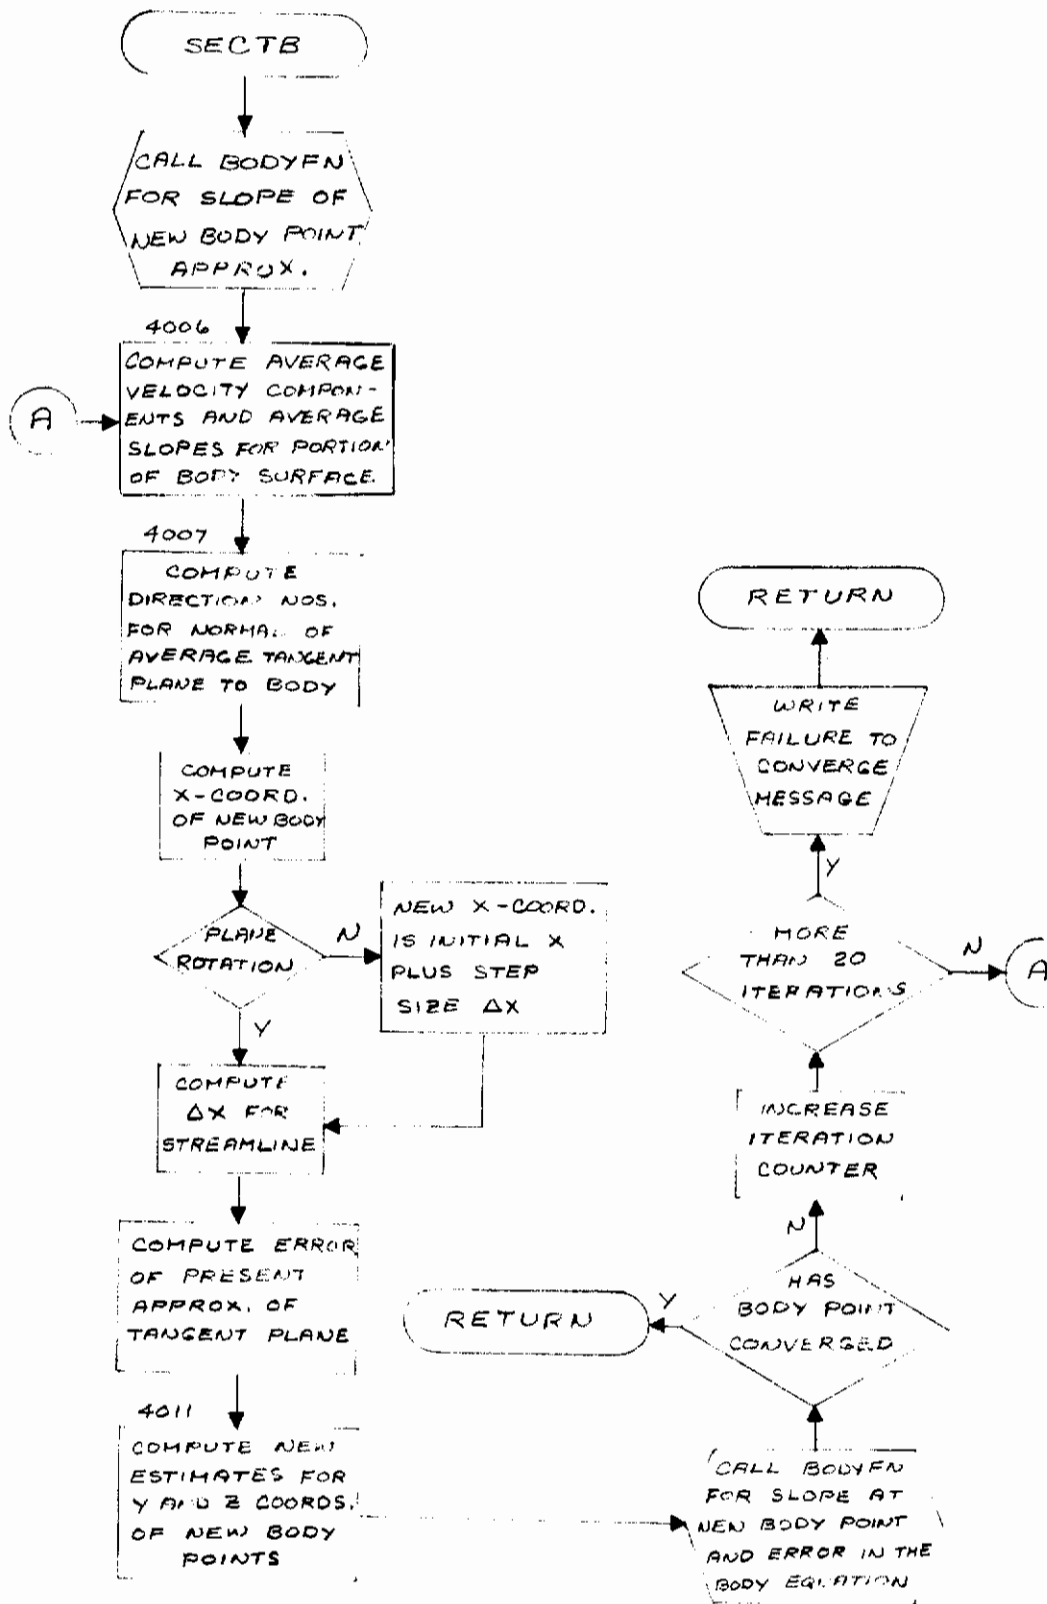 SECTB
CALL BODYFN
FOR SLOPE OF
NEW BODY POINT
APPROX.
4006
COMPUTE AVERAGE
VELOCITY COMPON-
ENTS AND AVERAGE
SLOPES FOR PORTION
OF BODY SURFACE.
A
4007
COMPUTE
DIRECTION NOS.
FOR NORMAL OF
AVERAGE TANGENT
PLANE TO BODY
COMPUTE
X-COORD.
OF NEW BODY
POINT
PLANE
ROTATION
N
Y
NEW X-COORD.
IS INITIAL X
PLUS STEP
SIZE ΔX
COMPUTE
ΔX FOR
STREAMLINE
COMPUTE ERROR
OF PRESENT
APPROX. OF
TANGENT PLANE
4011
COMPUTE NEW
ESTIMATES FOR
Y AND Z COORDS.
OF NEW BODY
POINTS
CALL BODYFN
FOR SLOPE AT
NEW BODY POINT
AND ERROR IN THE
BODY EQUATION
HAS
BODY POINT
CONVERGED
Y
RETURN
N
INCREASE
ITERATION
COUNTER
MORE
THAN 20
ITERATIONS
N
A
Y
WRITE
FAILURE TO
CONVERGE
MESSAGE
RETURN